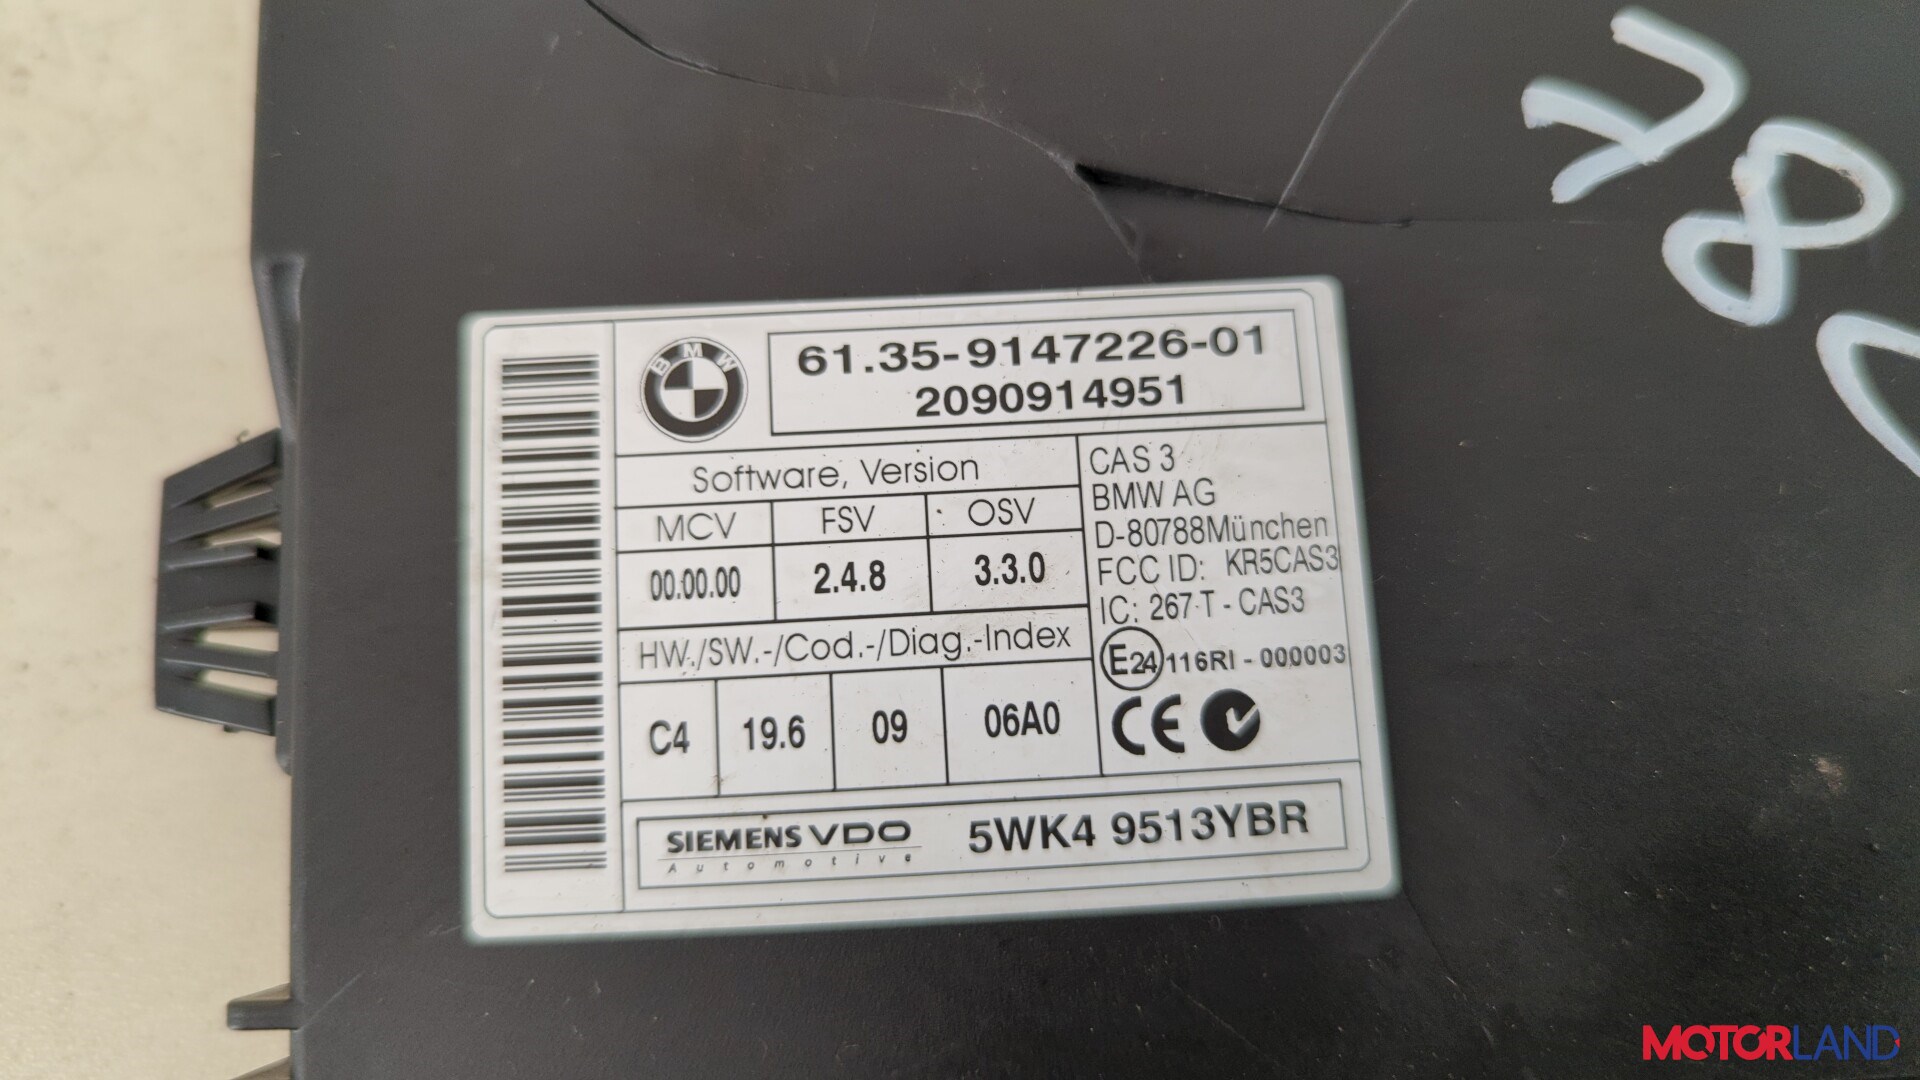 78
BMW
61.35-9147226-01
2090914951
Software, Version
MCV FSV OSV
00.00.00 2.4.8 3.3.0
HW./SW.-/Cod.-/Diag.-Index
C4 19.6 09 06A0
CAS 3
BMW AG
D-80788München
FCC ID: KR5CAS3
IC: 267 T - CAS3
E24 116RI - 000003
CE
SIEMENS VDO
Automotive
5WK4 9513YBR
MOTORLAND